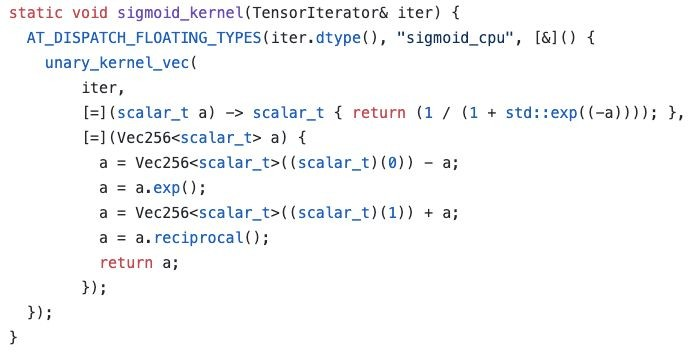 static void sigmoid_kernel(TensorIterator& iter) {
  AT_DISPATCH_FLOATING_TYPES(iter.dtype(), "sigmoid_cpu", [&]() {
    unary_kernel_vec(
        iter,
        [=](scalar_t a) -> scalar_t { return (1 / (1 + std::exp((-a)))); },
        [=](Vec256<scalar_t> a) {
          a = Vec256<scalar_t>((scalar_t)(0)) - a;
          a = a.exp();
          a = Vec256<scalar_t>((scalar_t)(1)) + a;
          a = a.reciprocal();
          return a;
        });
  });
}